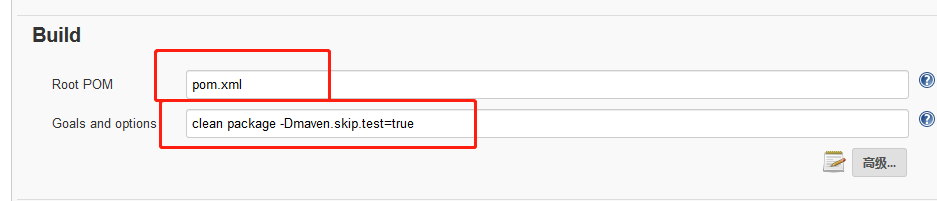 Build
Root POM
pom.xml
Goals and options
clean package -Dmaven.skip.test=true
高级...